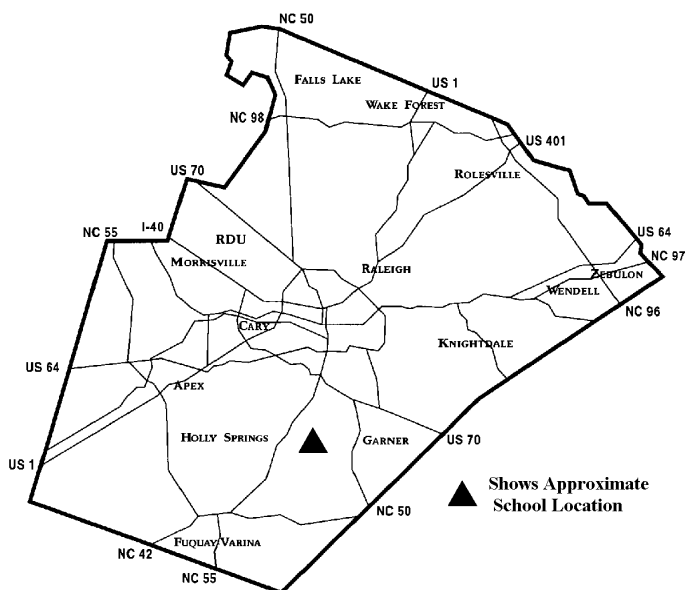 NC 50
FALLS LAKE
US 1
WAKE FOREST
NC 98
US 401
US 70
ROLESVILLE
NC 55
I-40
RDU
US 64
MORRISVILLE
RALEIGH
NC 97
ZEBULON
WENDELL
NC 96
CARY
KNIGHTDALE
US 64
APEX
HOLLY SPRINGS
GARNER
US 70
US 1
Shows Approximate
School Location
NC 50
FUQUAY-VARINA
NC 42
NC 55